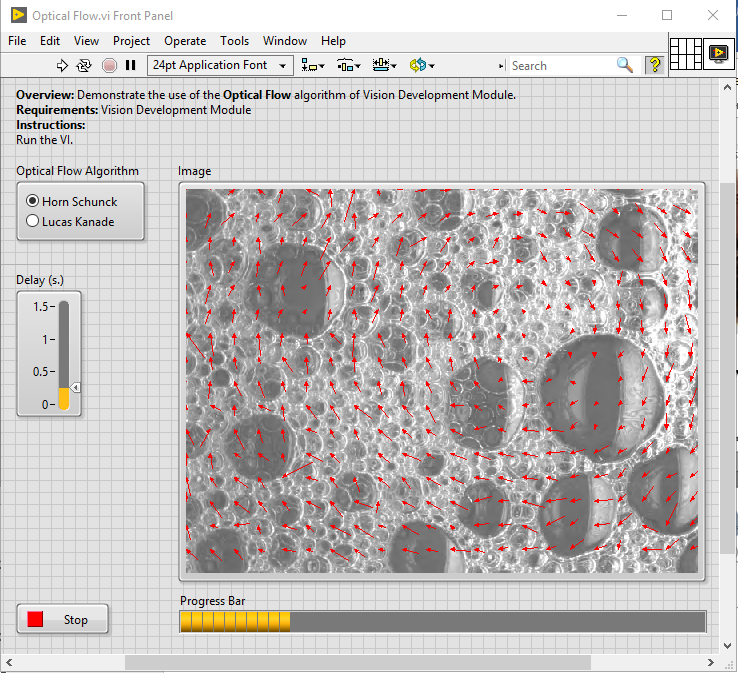 Optical Flow.vi Front Panel
File Edit View Project Operate Tools Window Help
24pt Application Font
Search
?
Overview: Demonstrate the use of the Optical Flow algorithm of Vision Development Module.
Requirements: Vision Development Module
Instructions:
Run the VI.
Optical Flow Algorithm
Image
Horn Schunck
Lucas Kanade
Delay (s.)
1.5-
1-
0.5-
0-
Progress Bar
Stop